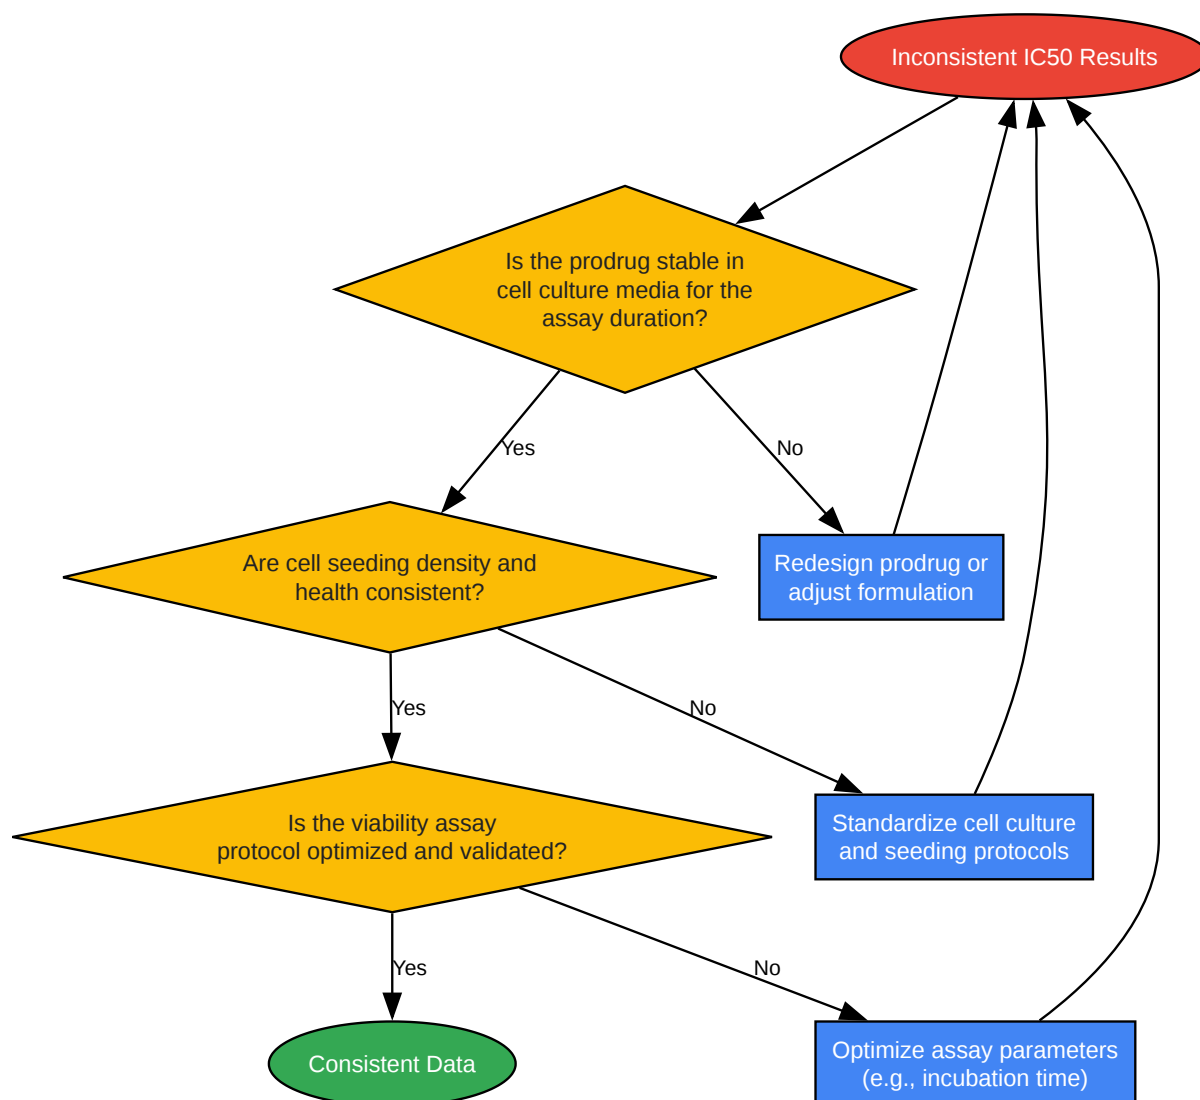 Inconsistent IC50 Results
Is the prodrug stable in
cell culture media for the
assay duration?
Yes
No
Are cell seeding density and
health consistent?
Redesign prodrug or
adjust formulation
Yes
No
Is the viability assay
protocol optimized and validated?
Standardize cell culture
and seeding protocols
Yes
No
Consistent Data
Optimize assay parameters
(e.g., incubation time)